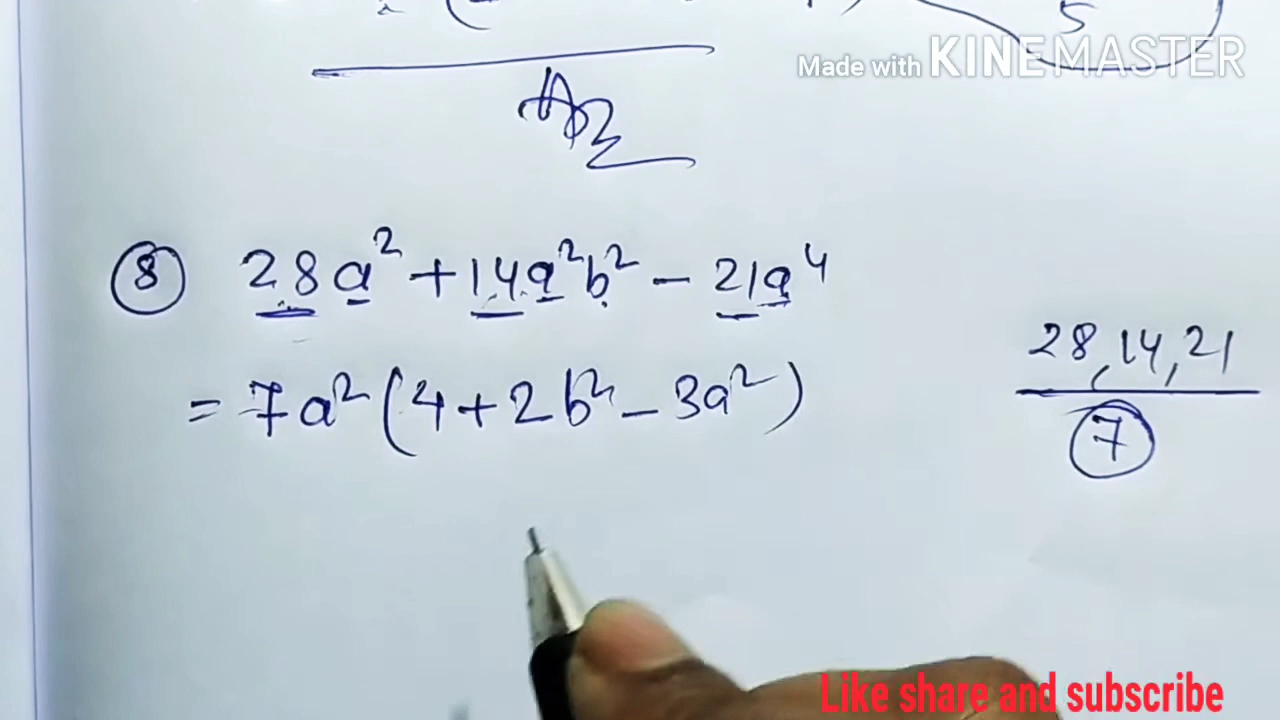 5
Made with KINEMASTER
8 28a² + 14a²b² - 21a⁴
= 7a² (4 + 2b² - 3a²)
28, 14, 21
7
Like share and subscribe